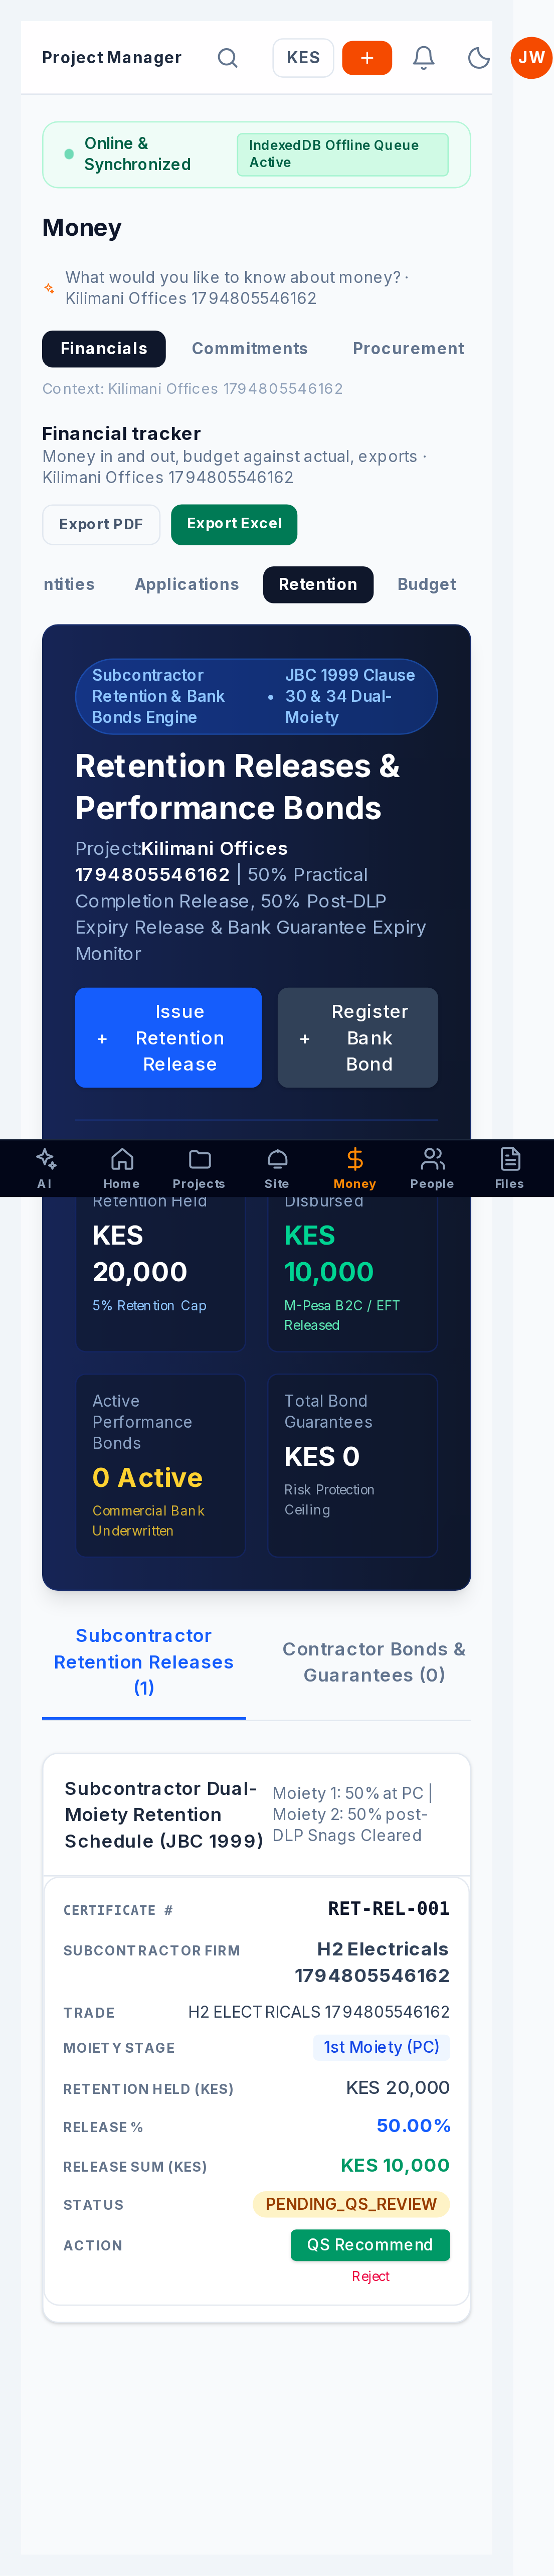 Project Manager
KES
+
JW
Online &
Synchronized
IndexedDB Offline Queue
Active
Money
What would you like to know about money? ·
Kilimani Offices 1794805546162
Financials
Commitments
Procurement
Context: Kilimani Offices 1794805546162
Financial tracker
Money in and out, budget against actual, exports ·
Kilimani Offices 1794805546162
Export PDF
Export Excel
ntities
Applications
Retention
Budget
Subcontractor
Retention & Bank
Bonds Engine
•
JBC 1999 Clause
30 & 34 Dual-
Moiety
Retention Releases &
Performance Bonds
Project:Kilimani Offices
1794805546162 | 50% Practical
Completion Release, 50% Post-DLP
Expiry Release & Bank Guarantee Expiry
Monitor
+ Issue
Retention
Release
+ Register
Bank
Bond
AI
Home
Projects
Site
Money
People
Files
Retention Held
KES
20,000
5% Retention Cap
Disbursed
KES
10,000
M-Pesa B2C / EFT
Released
Active
Performance
Bonds
0 Active
Commercial Bank
Underwritten
Total Bond
Guarantees
KES 0
Risk Protection
Ceiling
Subcontractor
Retention Releases
(1)
Contractor Bonds &
Guarantees (0)
Subcontractor Dual-
Moiety Retention
Schedule (JBC 1999)
Moiety 1: 50% at PC |
Moiety 2: 50% post-
DLP Snags Cleared
CERTIFICATE #
RET-REL-001
SUBCONTRACTOR FIRM
H2 Electricals
1794805546162
TRADE
H2 ELECTRICALS 1794805546162
MOIETY STAGE
1st Moiety (PC)
RETENTION HELD (KES)
KES 20,000
RELEASE %
50.00%
RELEASE SUM (KES)
KES 10,000
STATUS
PENDING_QS_REVIEW
ACTION
QS Recommend
Reject